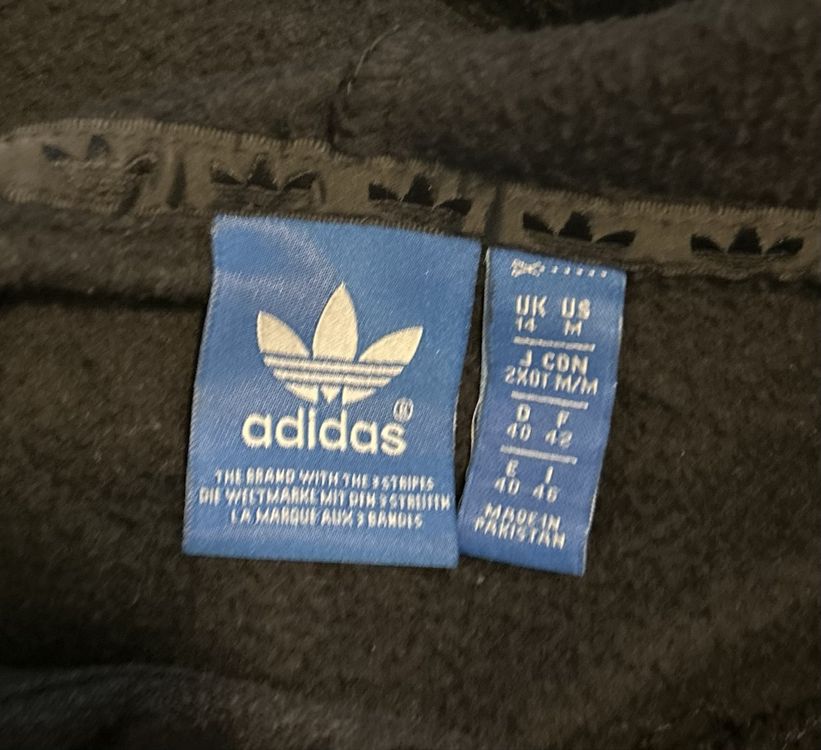 adidas®
THE BRAND WITH THE 3 STRIPES
DIE WELTMARKE MIT DEN 3 STREIFEN
LA MARQUE AUX 3 BANDES
UK US
14 M
J CON
2XOT M/M
D F
40 42
E I
40 46
MADE IN
PAKISTAN